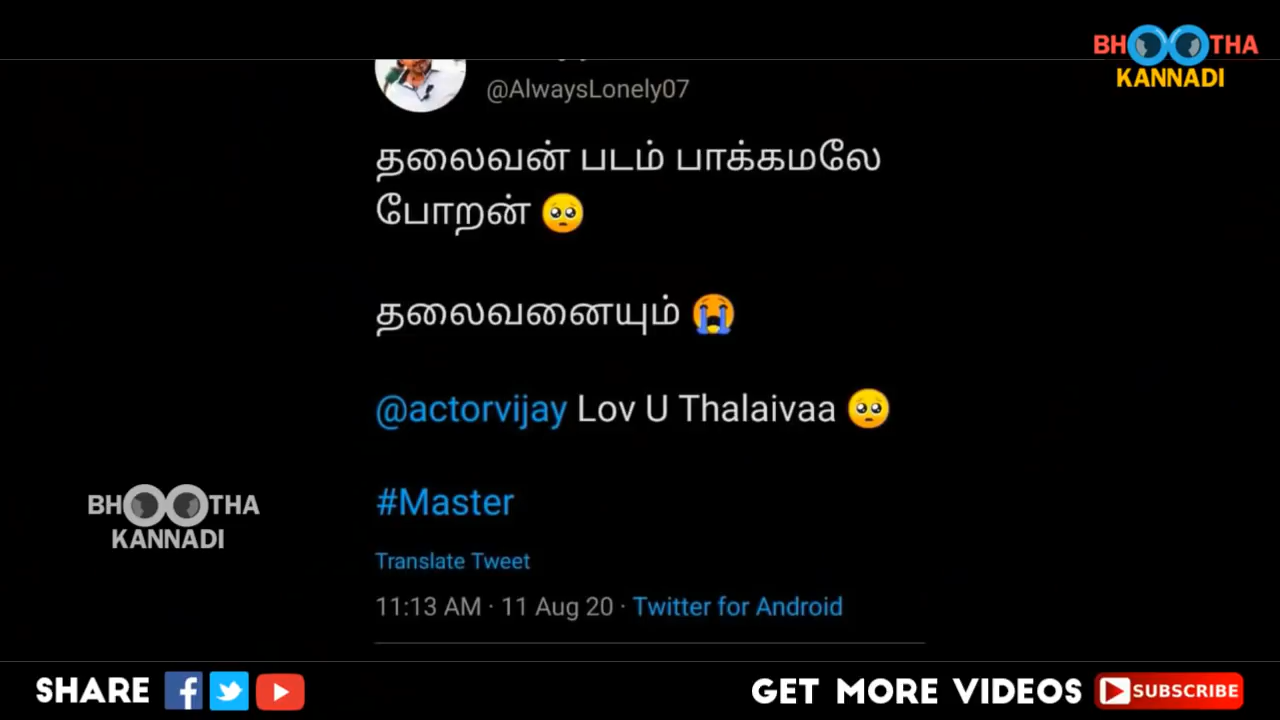 BHOOTHA
KANNADI
@AlwaysLonely07
தலைவன் படம் பாக்கமலே
போறன் 🥺
தலைவனையும் 😭
@actorvijay Lov U Thalaivaa 🥺
#Master
Translate Tweet
11:13 AM · 11 Aug 20 · Twitter for Android
BHOOTHA
KANNADI
SHARE
GET MORE VIDEOS SUBSCRIBE